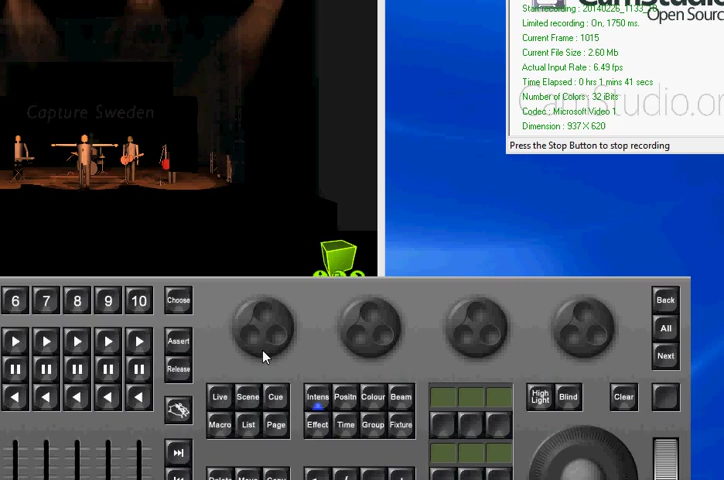 Open Source
Limited recording : On, 1750 ms.
Current Frame : 1015
Current File Size : 2.60 Mb
Actual Input Rate : 6.49 fps
Time Elapsed : 0 hrs 1 mins 41 secs
Number of Colors : 32 Bits
Codec : Microsoft Video 1
CamStudio.or
Dimension : 937 X 620
Press the Stop Button to stop recording
Capture Sweden
6 7 8 9 10 Choose Back
Assert All
Release Next
Live Scene Cue Intens Positn Colour Beam High Light Blind Clear
Macro List Page Effect Time Group Fixture